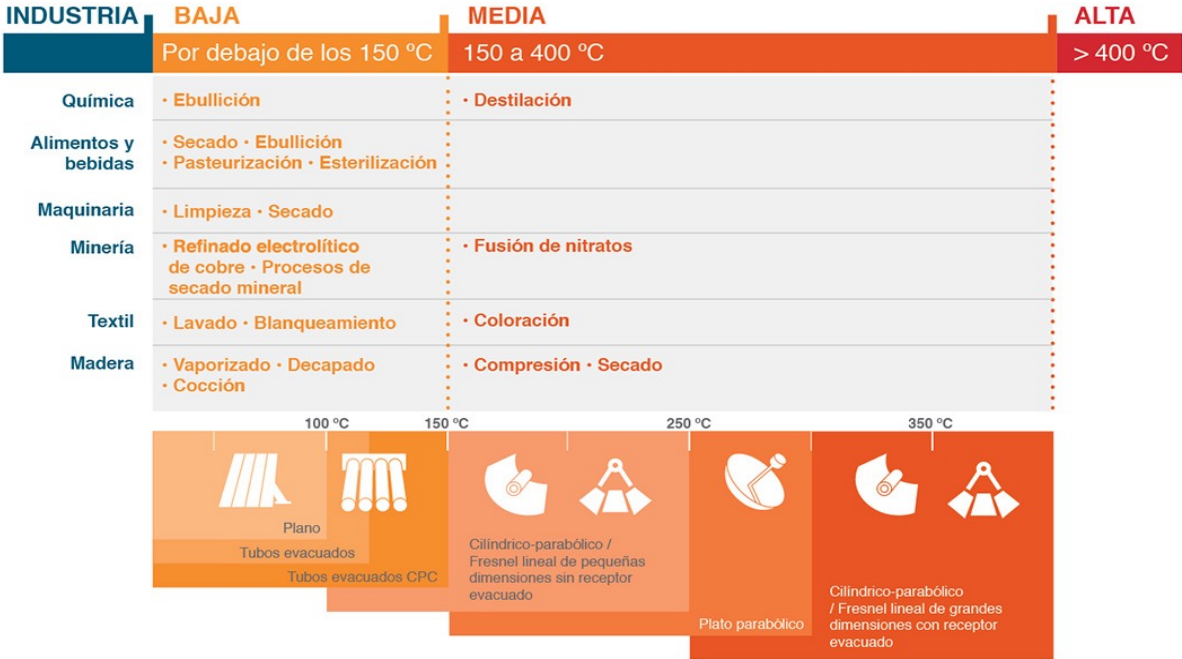 INDUSTRIA BAJA MEDIA ALTA
Por debajo de los 150 ºC 150 a 400 ºC > 400 ºC
Química · Ebullición · Destilación
Alimentos y · Secado · Ebullición
bebidas · Pasteurización · Esterilización
Maquinaria · Limpieza · Secado
Minería · Refinado electrolítico · Fusión de nitratos
de cobre · Procesos de
secado mineral
Textil · Lavado · Blanqueamiento · Coloración
Madera · Vaporizado · Decapado · Compresión · Secado
· Cocción
100 ºC 150 ºC 250 ºC 350 ºC
Plano
Tubos evacuados
Tubos evacuados CPC
Cilíndrico-parabólico /
Fresnel lineal de pequeñas
dimensiones sin receptor
evacuado
Plato parabólico
Cilíndrico-parabólico
/ Fresnel lineal de grandes
dimensiones con receptor
evacuado